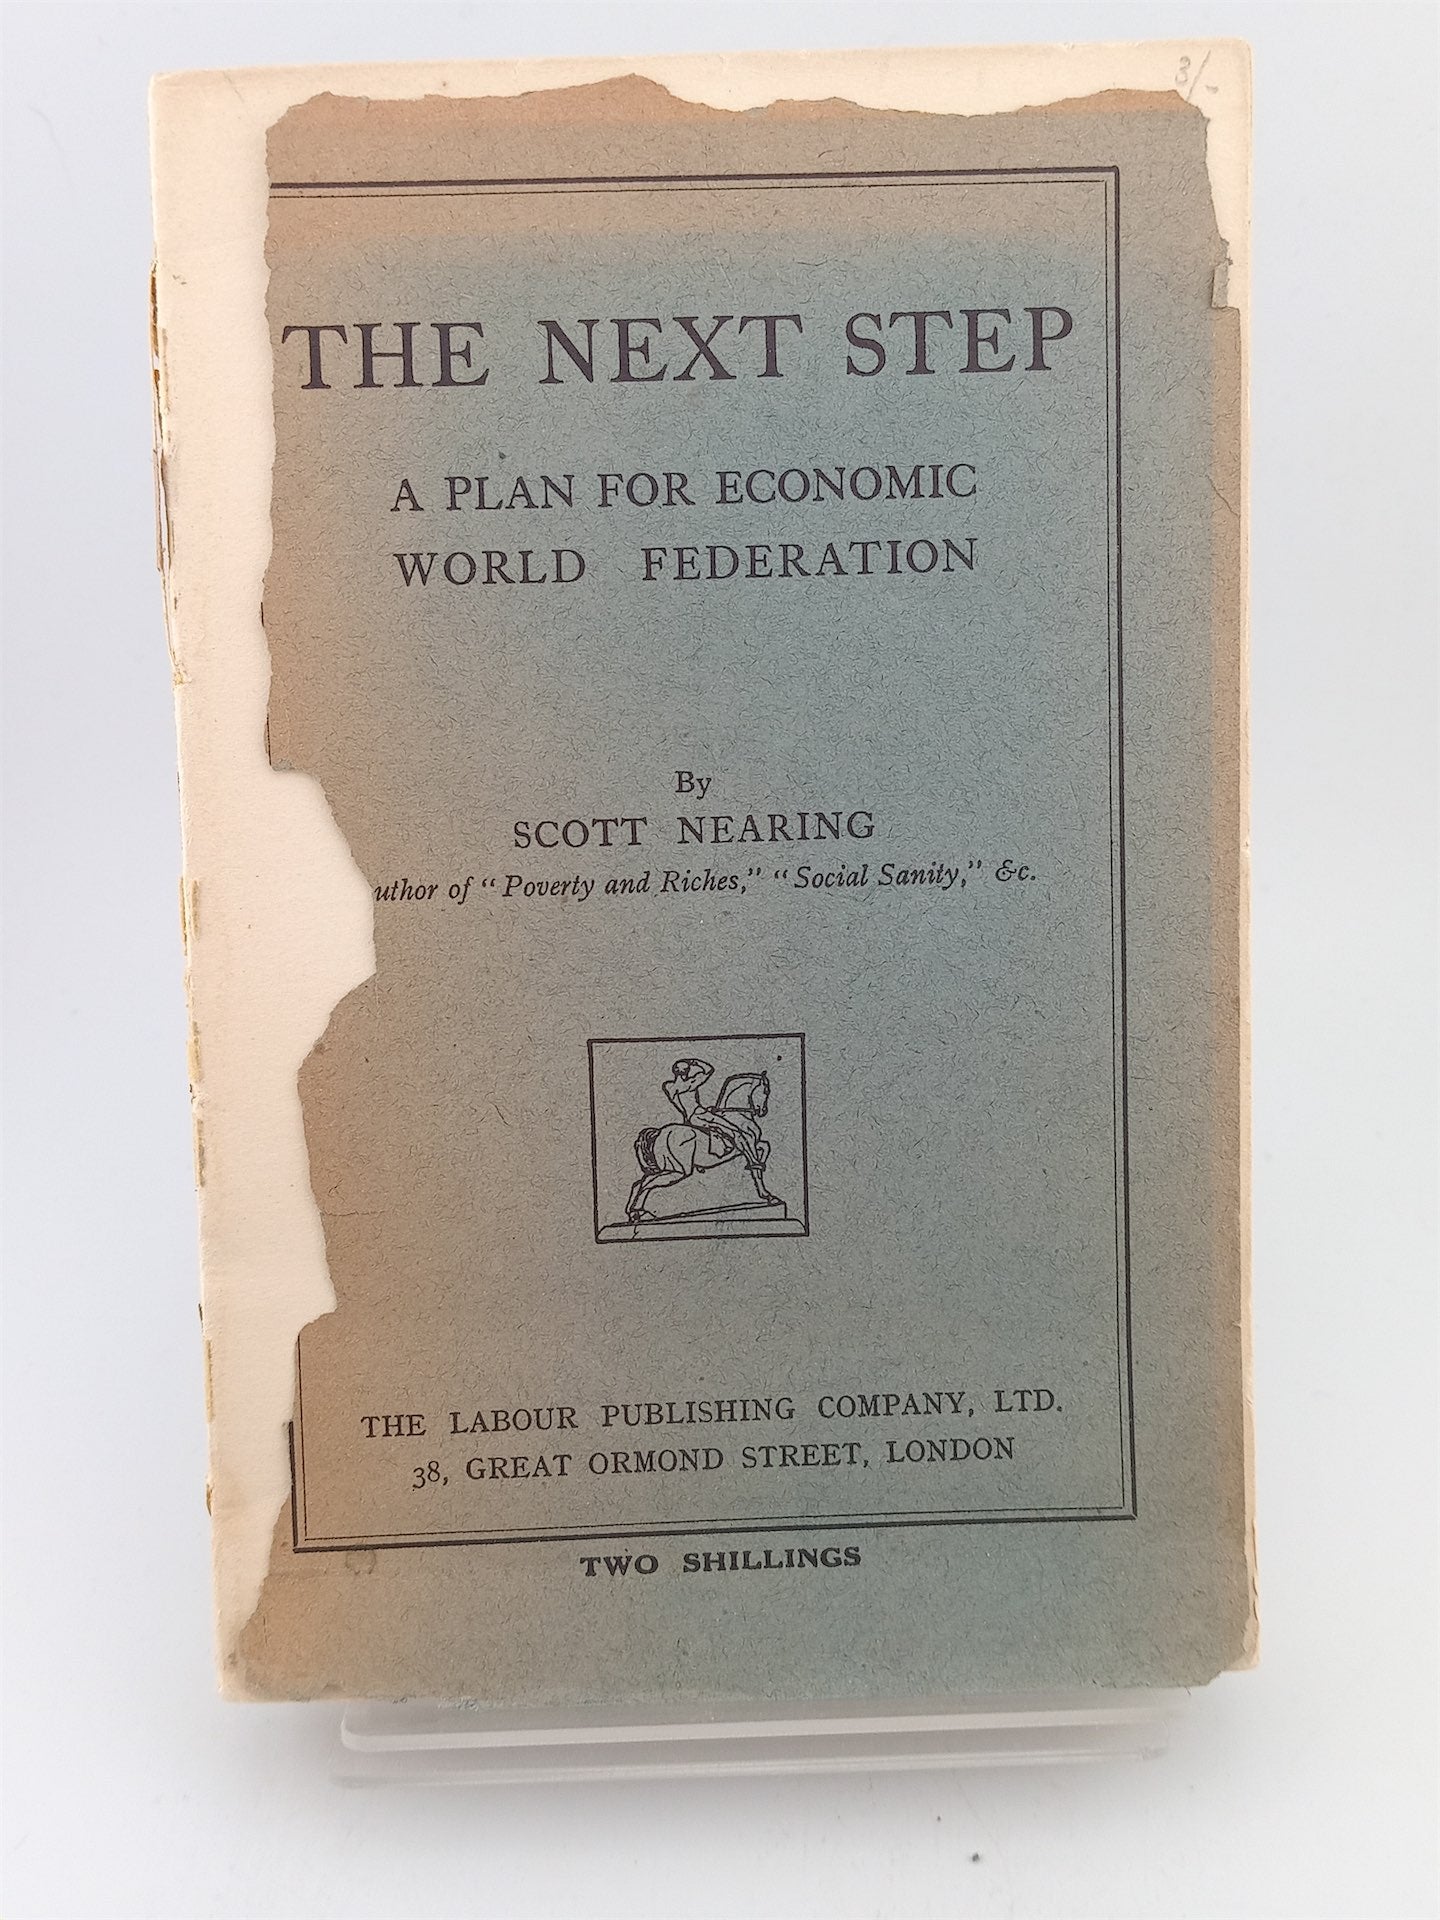 3/-
THE NEXT STEP
A PLAN FOR ECONOMIC
WORLD FEDERATION
By
SCOTT NEARING
uthor of “Poverty and Riches,” “Social Sanity,” &c.
THE LABOUR PUBLISHING COMPANY, LTD.
38, GREAT ORMOND STREET, LONDON
TWO SHILLINGS